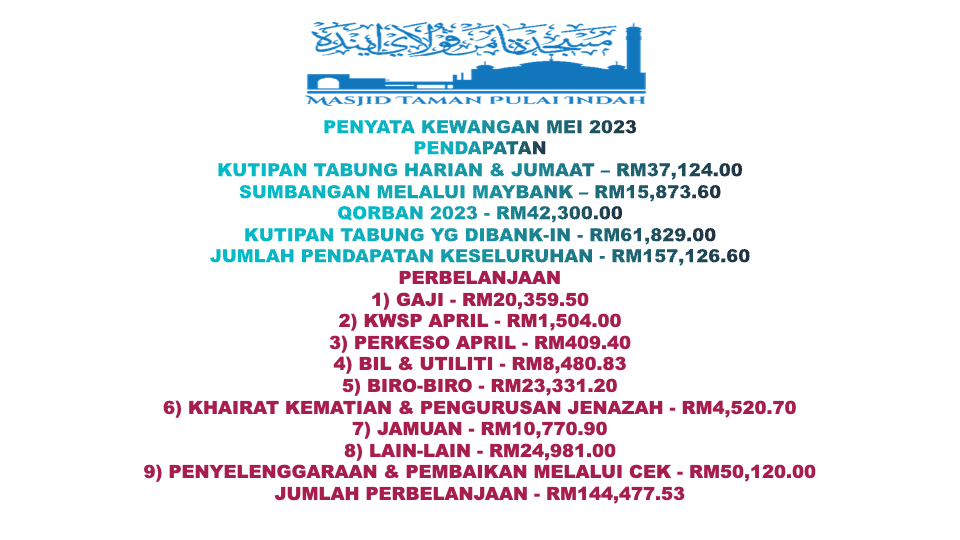 مسجد تامن ڤولاي اينده
MASJID TAMAN PULAI INDAH
PENYATA KEWANGAN MEI 2023
PENDAPATAN
KUTIPAN TABUNG HARIAN & JUMAAT – RM37,124.00
SUMBANGAN MELALUI MAYBANK – RM15,873.60
QORBAN 2023 - RM42,300.00
KUTIPAN TABUNG YG DIBANK-IN - RM61,829.00
JUMLAH PENDAPATAN KESELURUHAN - RM157,126.60
PERBELANJAAN
1) GAJI - RM20,359.50
2) KWSP APRIL - RM1,504.00
3) PERKESO APRIL - RM409.40
4) BIL & UTILITI - RM8,480.83
5) BIRO-BIRO - RM23,331.20
6) KHAIRAT KEMATIAN & PENGURUSAN JENAZAH - RM4,520.70
7) JAMUAN - RM10,770.90
8) LAIN-LAIN - RM24,981.00
9) PENYELENGGARAAN & PEMBAIKAN MELALUI CEK - RM50,120.00
JUMLAH PERBELANJAAN - RM144,477.53